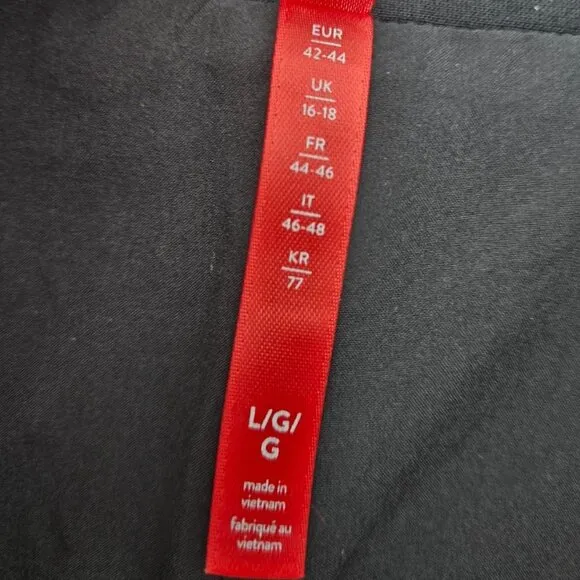 EUR
42-44
UK
16-18
FR
44-46
IT
46-48
KR
77
L/G/
G
made in
vietnam
fabriqué au
vietnam